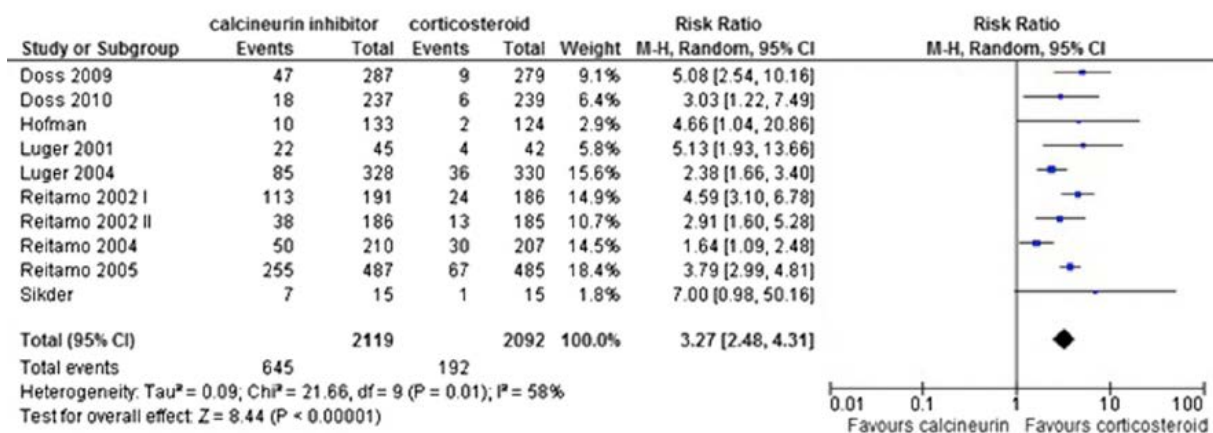 calcineurin inhibitor corticosteroid Risk Ratio Risk Ratio
Study or Subgroup Events Total Events Total Weight M-H, Random, 95% CI M-H, Random, 95% CI
Doss 2009 47 287 9 279 9.1% 5.08 [2.54, 10.16]
Doss 2010 18 237 6 239 6.4% 3.03 [1.22, 7.49]
Hofman 10 133 2 124 2.9% 4.66 [1.04, 20.86]
Luger 2001 22 45 4 42 5.8% 5.13 [1.93, 13.66]
Luger 2004 85 328 36 330 15.6% 2.38 [1.66, 3.40]
Reitamo 2002 I 113 191 24 186 14.9% 4.59 [3.10, 6.78]
Reitamo 2002 II 38 186 13 185 10.7% 2.91 [1.60, 5.28]
Reitamo 2004 50 210 30 207 14.5% 1.64 [1.09, 2.48]
Reitamo 2005 255 487 67 485 18.4% 3.79 [2.99, 4.81]
Sikder 7 15 1 15 1.8% 7.00 [0.98, 50.16]
Total (95% CI) 2119 2092 100.0% 3.27 [2.48, 4.31]
Total events 645 192
Heterogeneity: Tau² = 0.09; Chi² = 21.66, df = 9 (P = 0.01); I² = 58%
Test for overall effect: Z = 8.44 (P < 0.00001)
0.01 0.1 1 10 100
Favours calcineurin Favours corticosteroid